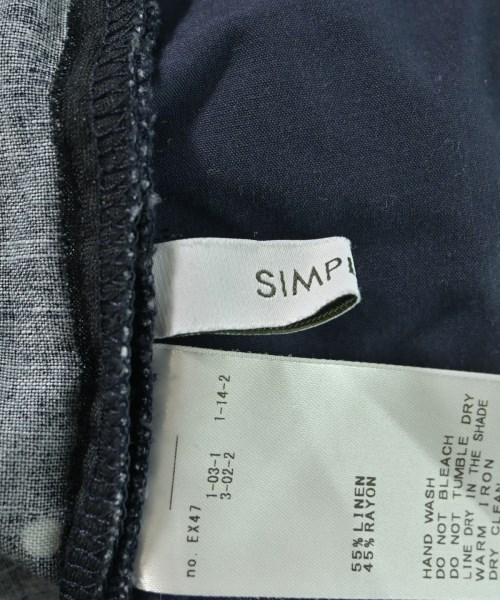 SIMPL
no. EX47
1-03-1 1-14-2
3-02-2
55% LINEN
45% RAYON
HAND WASH
DO NOT BLEACH
DO NOT TUMBLE DRY
LINE DRY IN THE SHADE
WARM IRON
DRY CLEAN